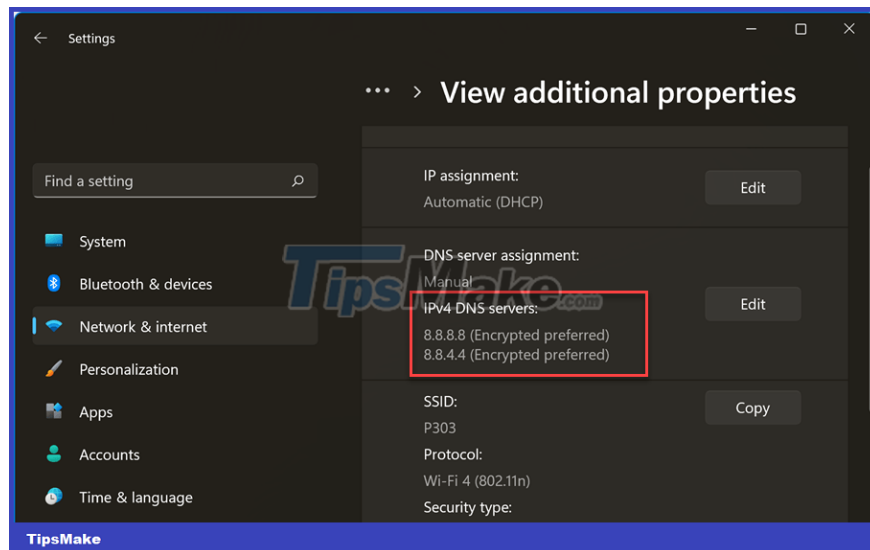 Settings
••• > View additional properties
Find a setting
System
Bluetooth & devices
Network & internet
Personalization
Apps
Accounts
Time & language
IP assignment:
Automatic (DHCP)
Edit
DNS server assignment:
Manual
IPv4 DNS servers:
8.8.8.8 (Encrypted preferred)
8.8.4.4 (Encrypted preferred)
Edit
SSID:
P303
Copy
Protocol:
Wi-Fi 4 (802.11n)
Security type:
TipsMake.com
TipsMake